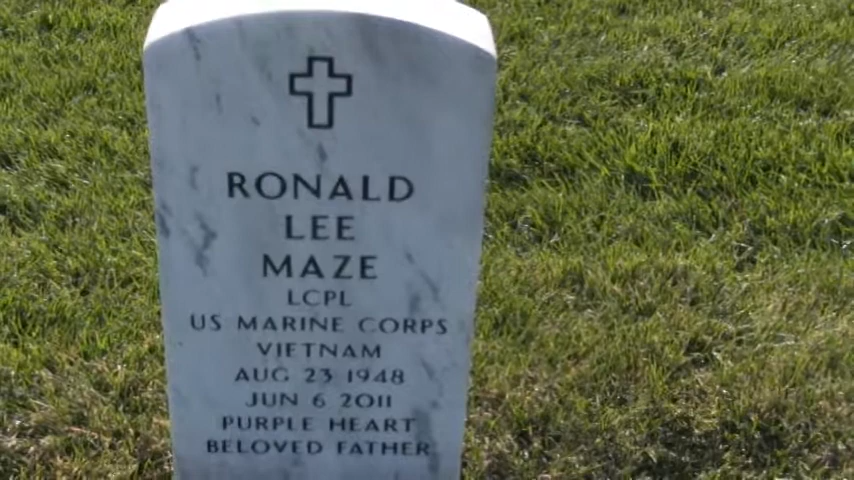 RONALD
LEE
MAZE
LCPL
US MARINE CORPS
VIETNAM
AUG 23 1948
JUN 6 2011
PURPLE HEART
BELOVED FATHER